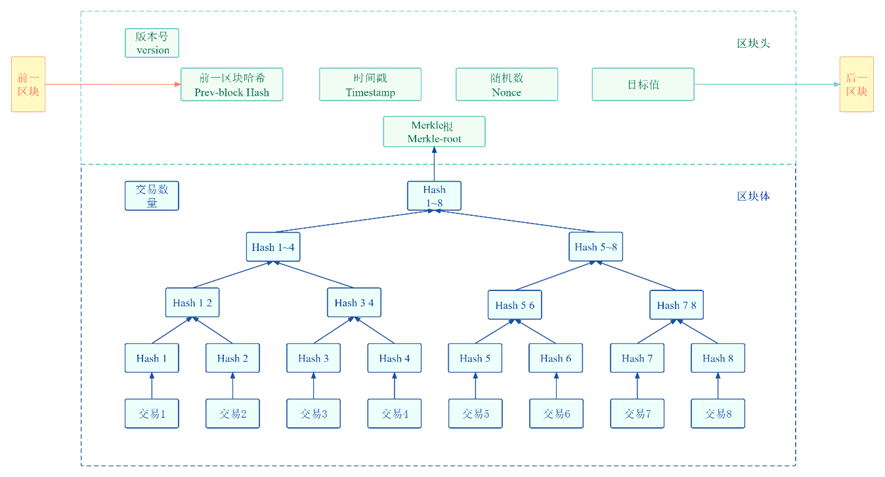 版本号
version
区块头
前一
区块
前一区块哈希
Prev-block Hash
时间戳
Timestamp
随机数
Nonce
目标值
后一
区块
Merkle根
Merkle-root
交易数
量
Hash
1~8
区块体
Hash 1~4
Hash 5~8
Hash 1 2
Hash 3 4
Hash 5 6
Hash 7 8
Hash 1
Hash 2
Hash 3
Hash 4
Hash 5
Hash 6
Hash 7
Hash 8
交易1
交易2
交易3
交易4
交易5
交易6
交易7
交易8